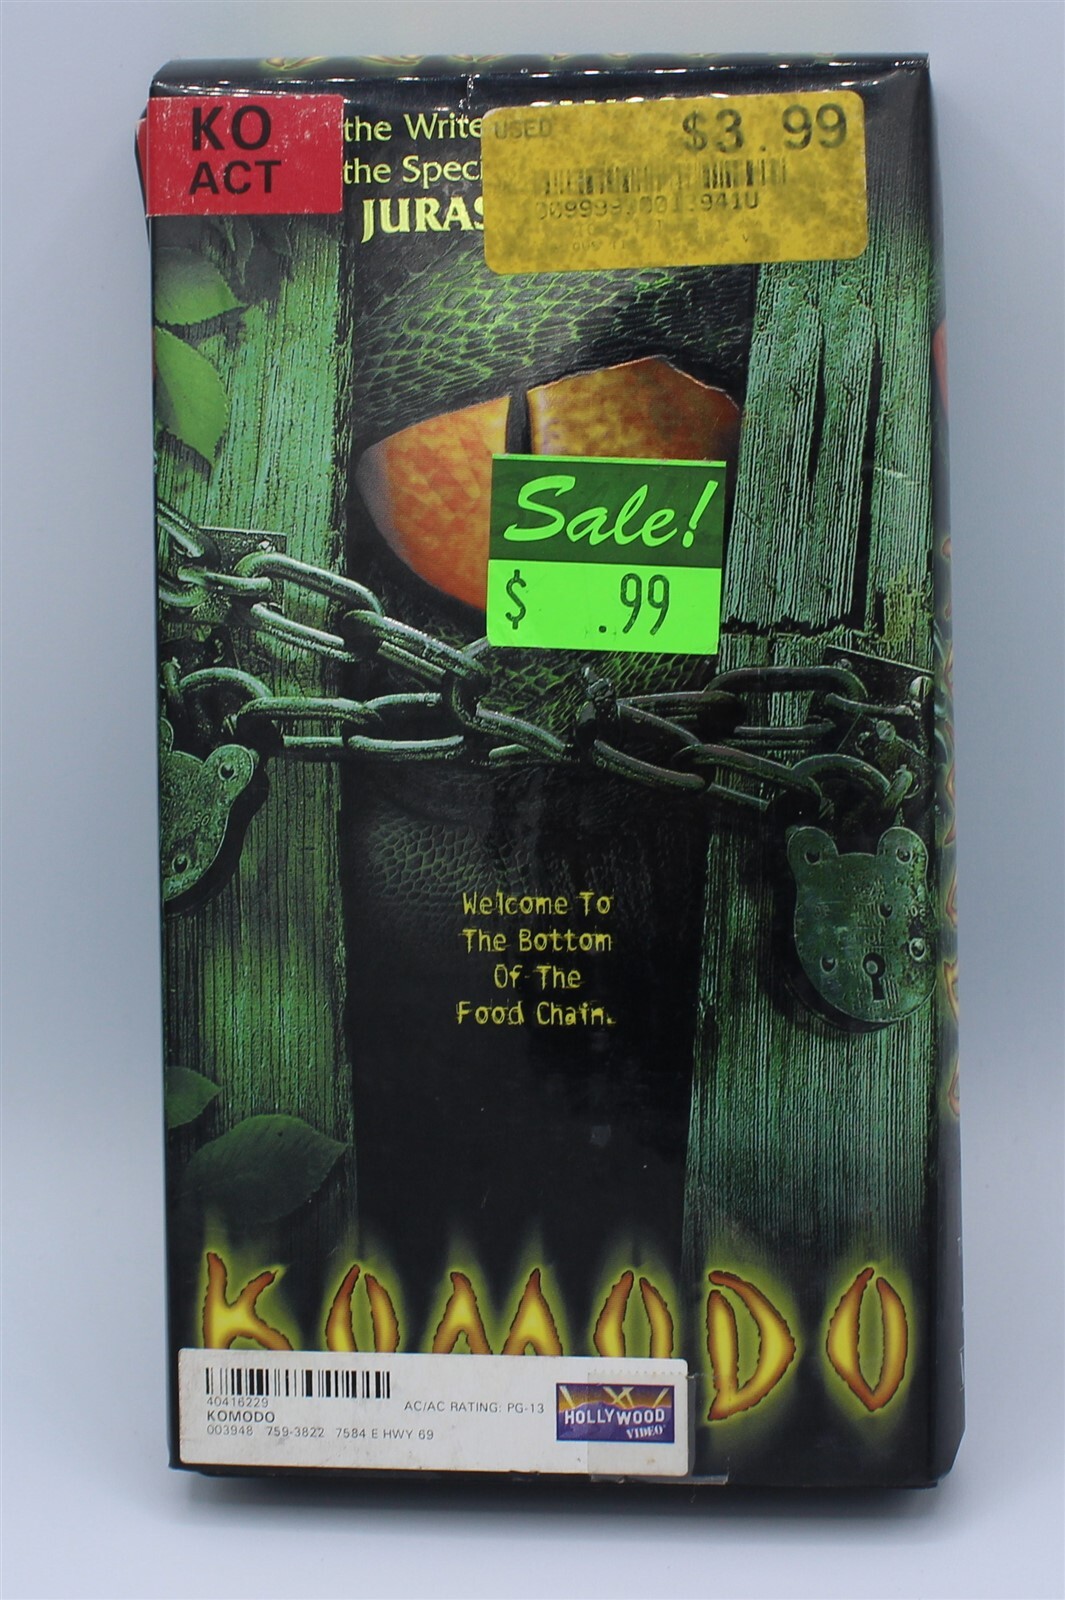 KO
ACT
the Write
the Speci
JURAS
USED
$3.99
Sale!
$ .99
Welcome To
The Bottom
Of The
Food Chain.
KOMODO
40416229
KOMODO
AC/AC RATING: PG-13
003948 759-3822 7584 E HWY 69
HOLLYWOOD
VIDEO